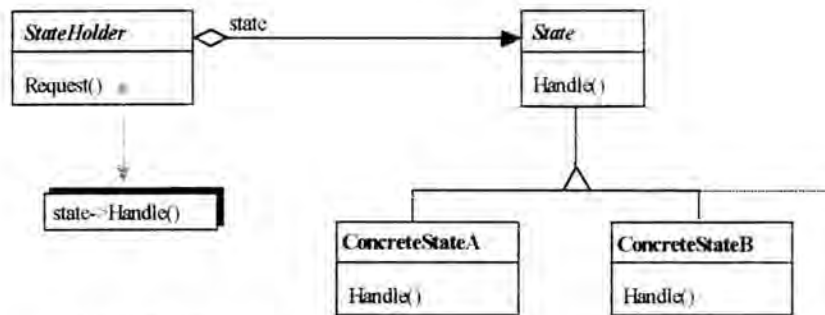 StateHolder
state
State
Request()
Handle()
state->Handle()
ConcreteStateA
ConcreteStateB
Handle()
Handle()